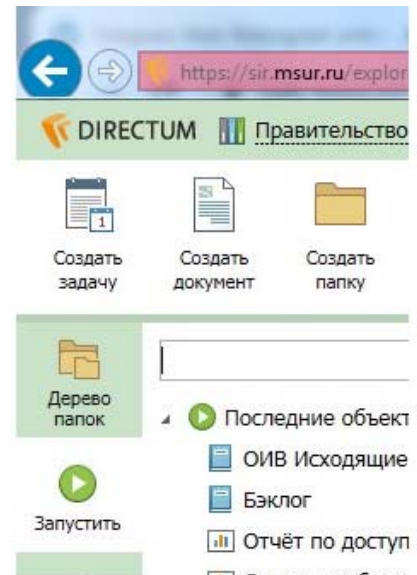 https://sir.msur.ru/explor
DIRECTUM Правительство
Создать задачу
Создать документ
Создать папку
Дерево папок
Последние объект
ОИВ Исходящие
Бэклог
Запустить
Отчёт по доступ